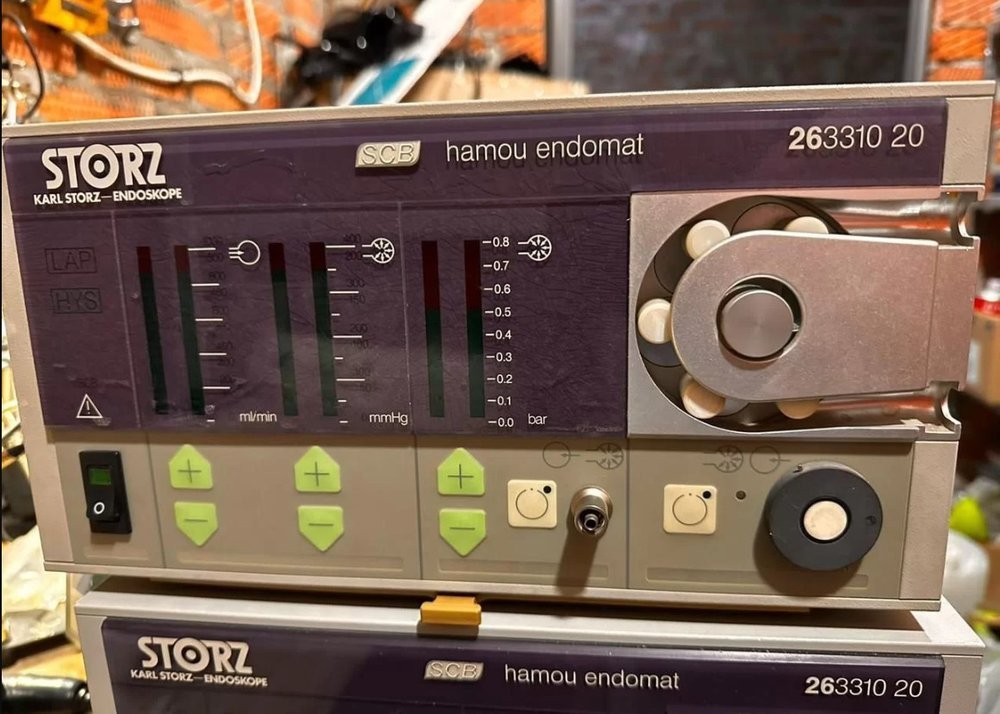 STORZ
KARL STORZ—ENDOSKOPE
SCB
hamou endomat
263310 20
LAP
HYS
SCB
400
0.8
0.7
0.6
0.5
0.4
0.3
0.2
0.1
0.0
ml/min
mmHg
bar
STORZ
KARL STORZ—ENDOSKOPE
SCB
hamou endomat
263310 20